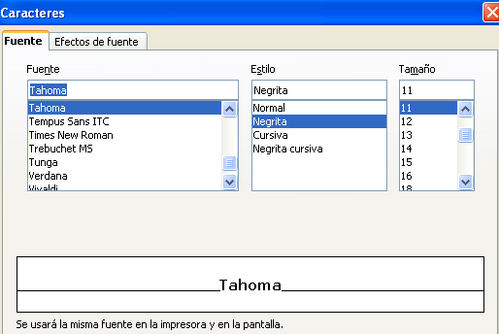 Caracteres
Fuente Efectos de fuente
Fuente Estilo Tamaño
Tahoma Negrita 11
Tahoma Normal 11
Tempus Sans ITC Negrita 12
Times New Roman Cursiva 13
Trebuchet MS Negrita cursiva 14
Tunga 15
Verdana 16
Vivaldi 18
Tahoma
Se usará la misma fuente en la impresora y en la pantalla.